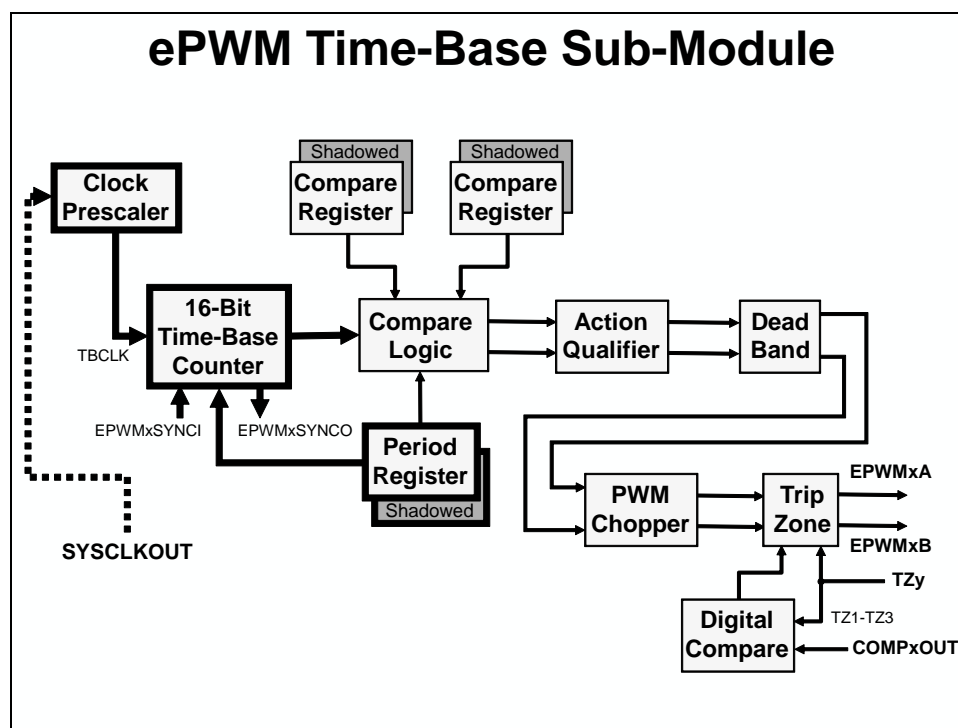 ePWM Time-Base Sub-Module
Shadowed
Compare
Register
Shadowed
Compare
Register
Clock
Prescaler
16-Bit
Time-Base
Counter
TBCLK
Compare
Logic
Action
Qualifier
Dead
Band
EPWMxSYNCI
EPWMxSYNCO
Period
Register
Shadowed
SYSCLKOUT
PWM
Chopper
Trip
Zone
EPWMxA
EPWMxB
TZy
TZ1-TZ3
Digital
Compare
COMPxOUT